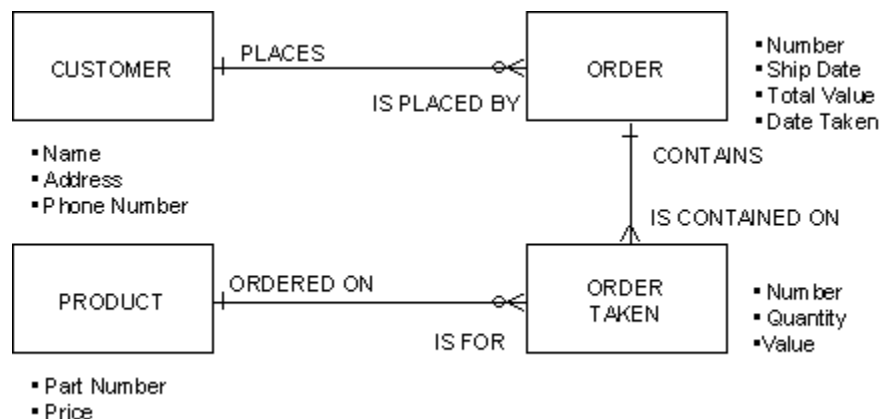 CUSTOMER
PLACES
IS PLACED BY
ORDER
▪ Number
▪ Ship Date
▪ Total Value
▪ Date Taken
▪ Name
▪ Address
▪ Phone Number
CONTAINS
IS CONTAINED ON
PRODUCT
ORDERED ON
IS FOR
ORDER
TAKEN
▪ Number
▪ Quantity
▪ Value
▪ Part Number
▪ Price